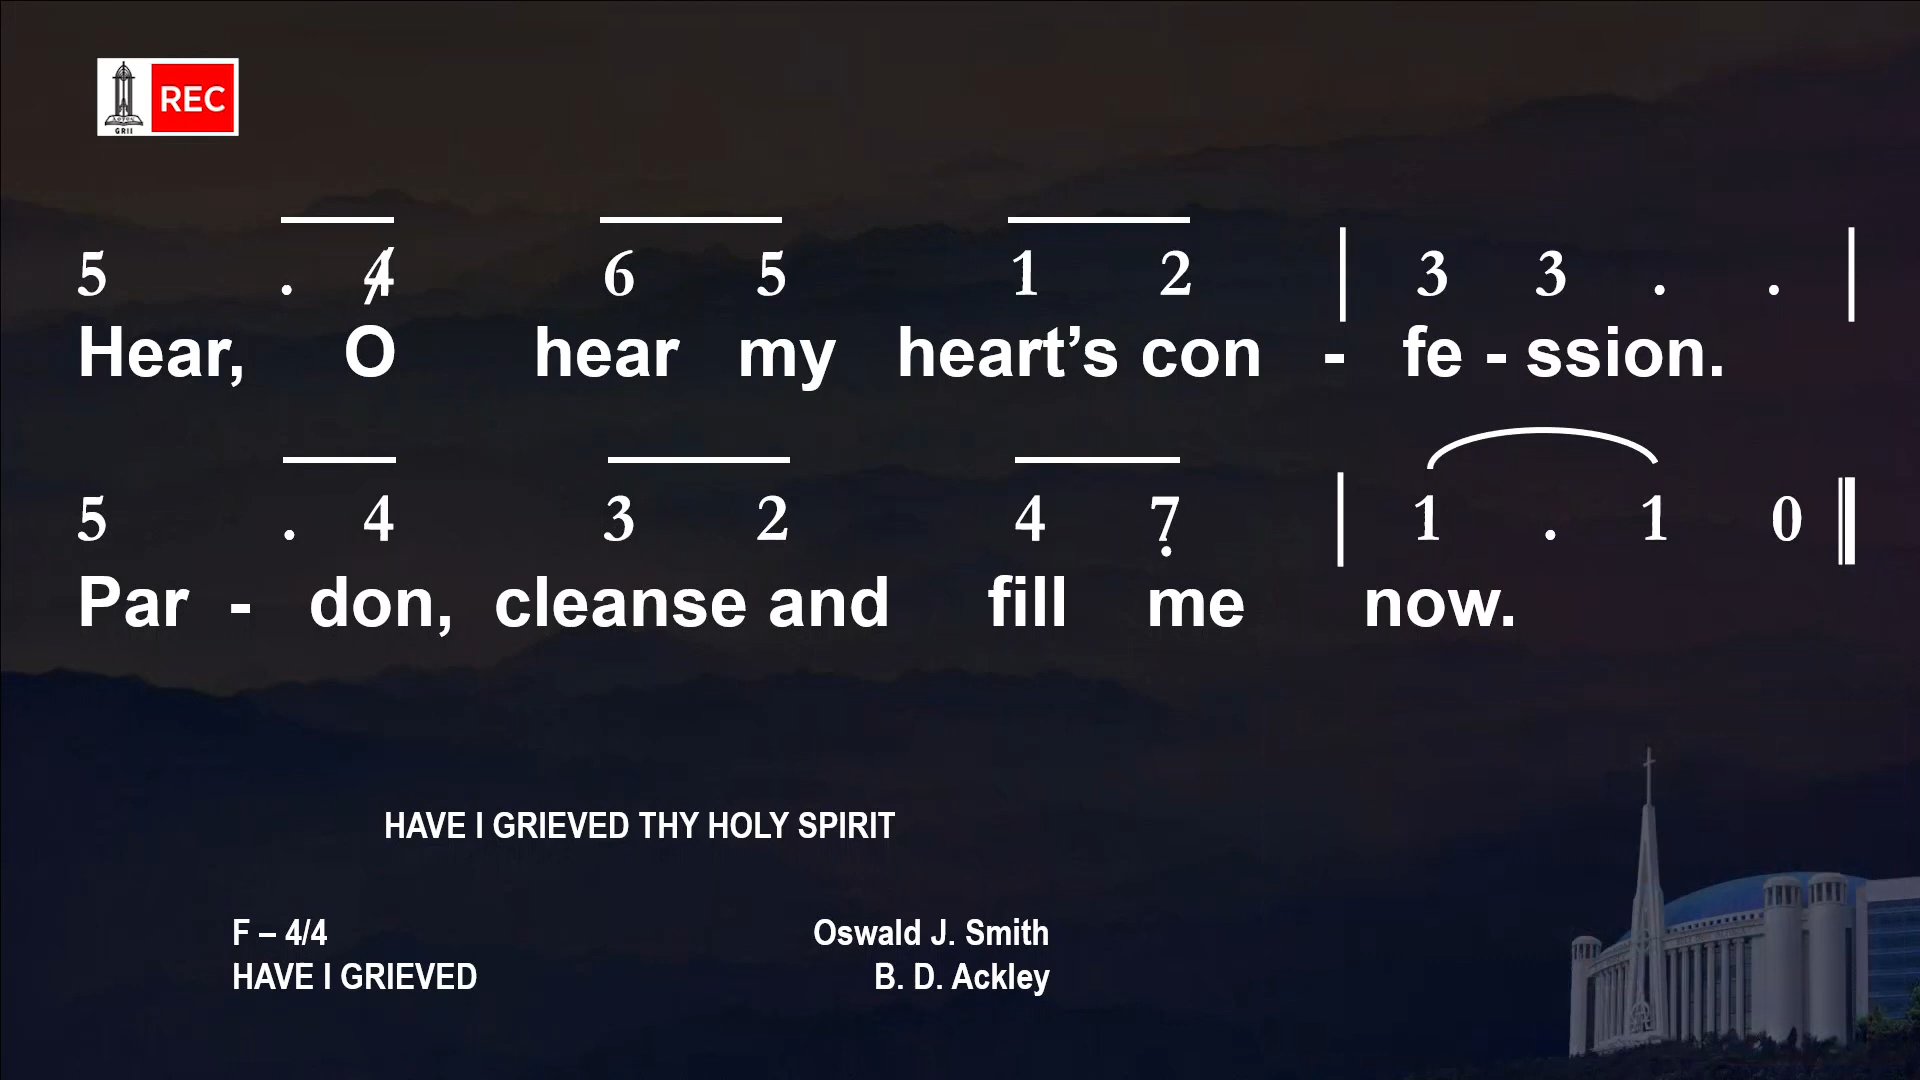 GRII
REC
5 . 4̸ 6 5 1 2 | 3 3 . . |
Hear, O hear my heart’s con - fe - ssion.
5 . 4 3 2 4 7̣ | 1 . 1 0 ‖
Par - don, cleanse and fill me now.
HAVE I GRIEVED THY HOLY SPIRIT
F – 4/4
HAVE I GRIEVED
Oswald J. Smith
B. D. Ackley